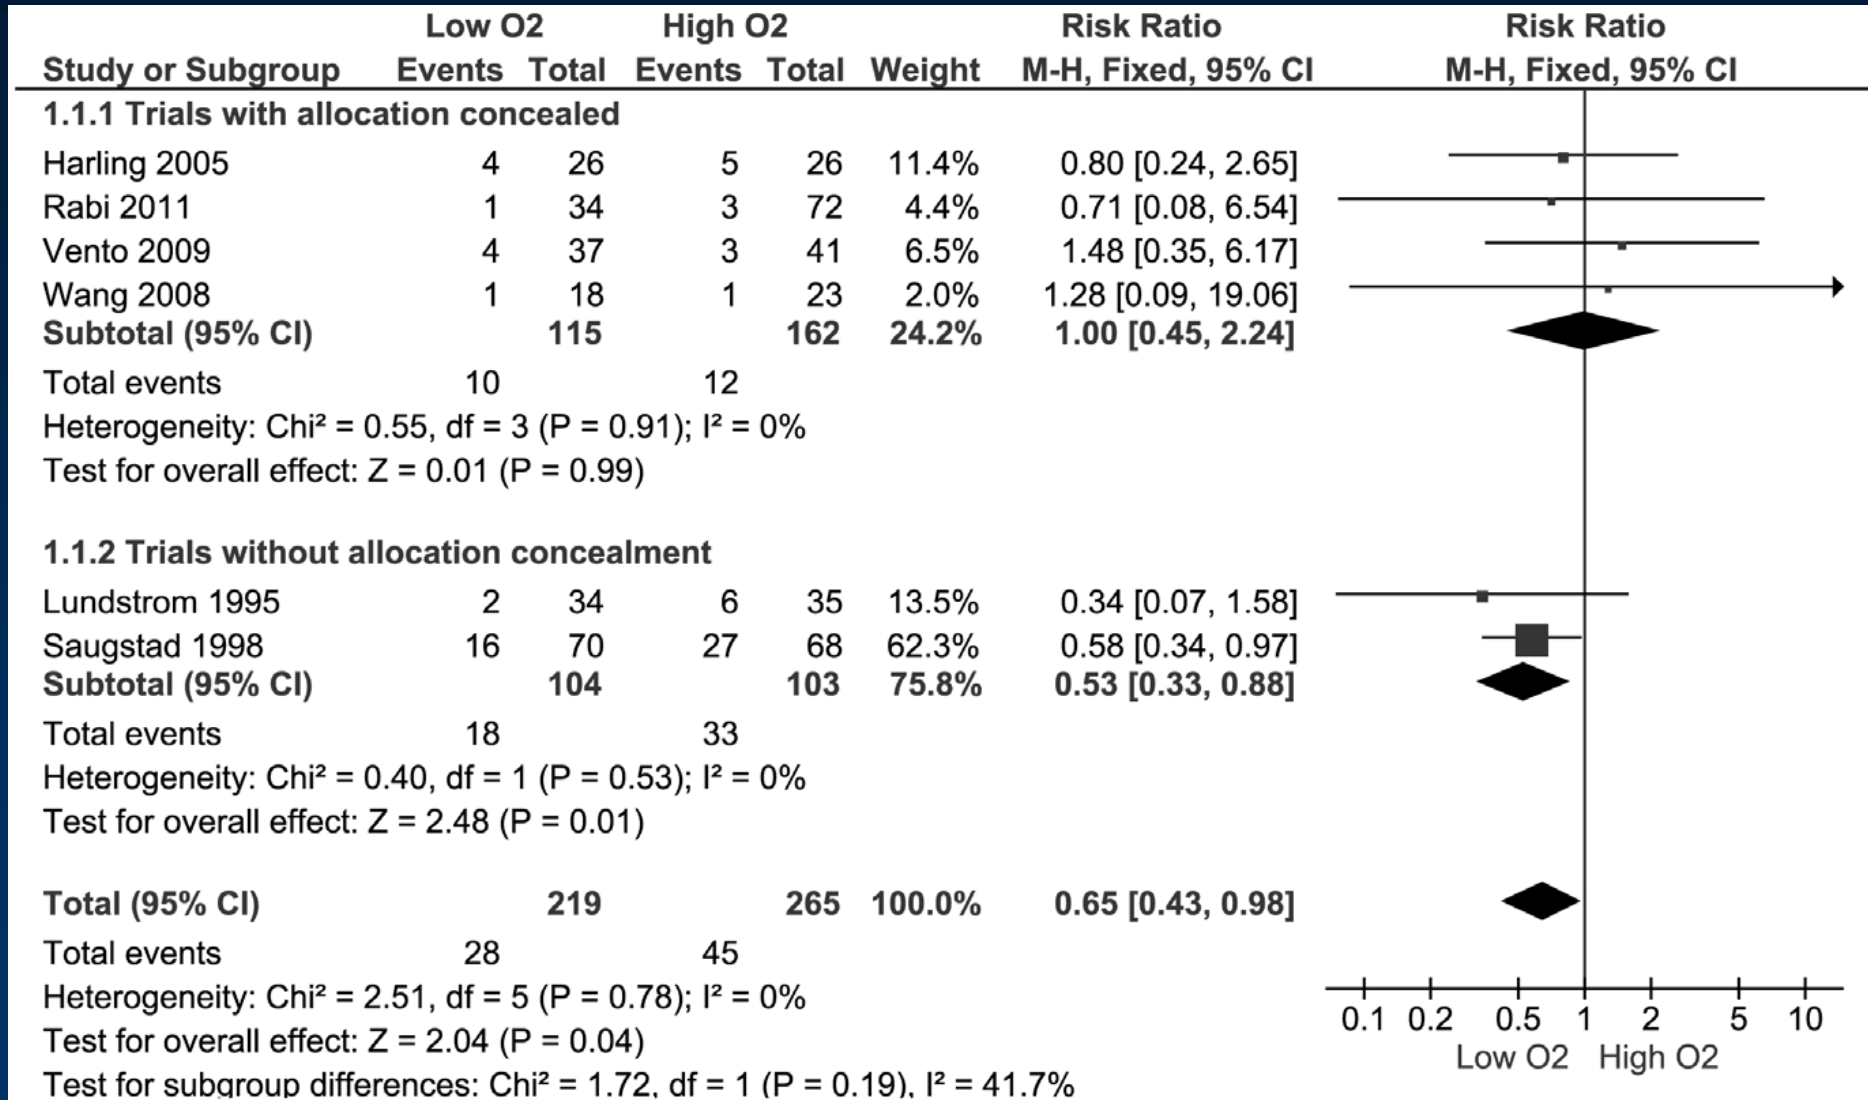 Low O2 High O2 Risk Ratio Risk Ratio
Study or Subgroup Events Total Events Total Weight M-H, Fixed, 95% CI M-H, Fixed, 95% CI
1.1.1 Trials with allocation concealed
Harling 2005 4 26 5 26 11.4% 0.80 [0.24, 2.65]
Rabi 2011 1 34 3 72 4.4% 0.71 [0.08, 6.54]
Vento 2009 4 37 3 41 6.5% 1.48 [0.35, 6.17]
Wang 2008 1 18 1 23 2.0% 1.28 [0.09, 19.06]
Subtotal (95% CI) 115 162 24.2% 1.00 [0.45, 2.24]
Total events 10 12
Heterogeneity: Chi² = 0.55, df = 3 (P = 0.91); I² = 0%
Test for overall effect: Z = 0.01 (P = 0.99)
1.1.2 Trials without allocation concealment
Lundstrom 1995 2 34 6 35 13.5% 0.34 [0.07, 1.58]
Saugstad 1998 16 70 27 68 62.3% 0.58 [0.34, 0.97]
Subtotal (95% CI) 104 103 75.8% 0.53 [0.33, 0.88]
Total events 18 33
Heterogeneity: Chi² = 0.40, df = 1 (P = 0.53); I² = 0%
Test for overall effect: Z = 2.48 (P = 0.01)
Total (95% CI) 219 265 100.0% 0.65 [0.43, 0.98]
Total events 28 45
Heterogeneity: Chi² = 2.51, df = 5 (P = 0.78); I² = 0%
Test for overall effect: Z = 2.04 (P = 0.04)
Test for subgroup differences: Chi² = 1.72, df = 1 (P = 0.19), I² = 41.7%
0.1 0.2 0.5 1 2 5 10
Low O2 High O2